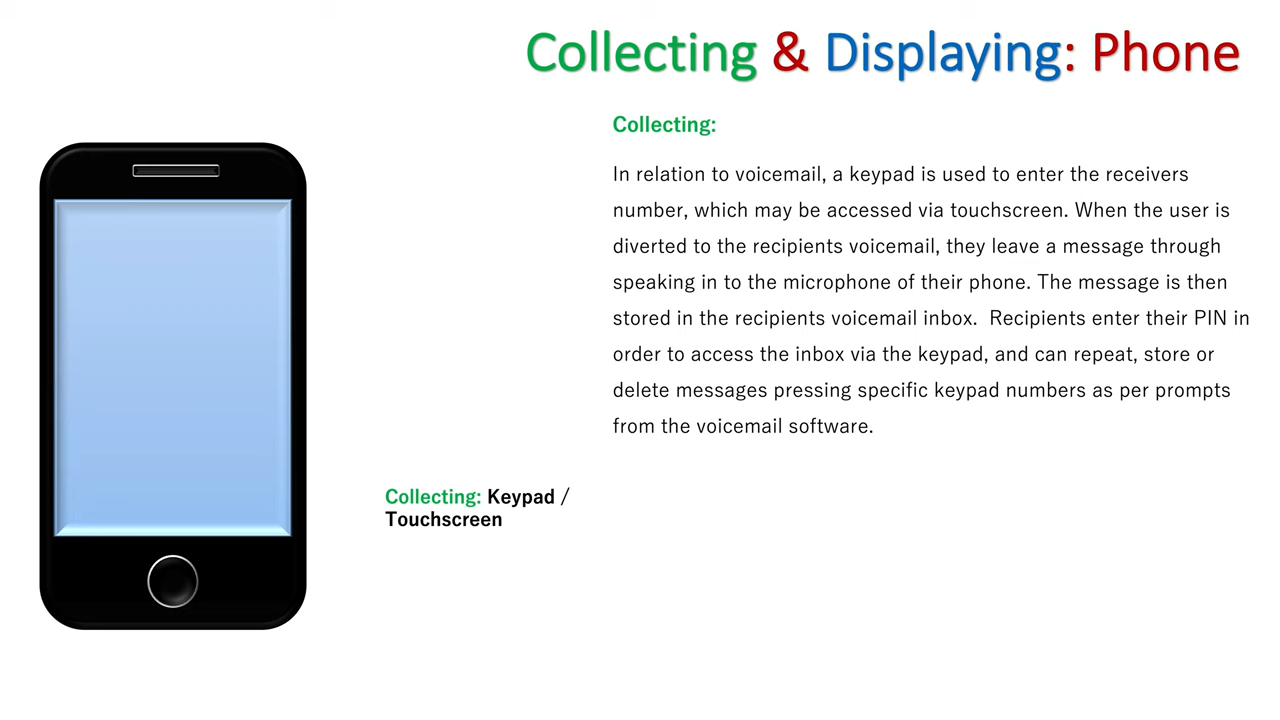 Collecting & Displaying: Phone
Collecting:
In relation to voicemail, a keypad is used to enter the receivers
number, which may be accessed via touchscreen. When the user is
diverted to the recipients voicemail, they leave a message through
speaking in to the microphone of their phone. The message is then
stored in the recipients voicemail inbox.  Recipients enter their PIN in
order to access the inbox via the keypad, and can repeat, store or
delete messages pressing specific keypad numbers as per prompts
from the voicemail software.
Collecting: Keypad /
Touchscreen